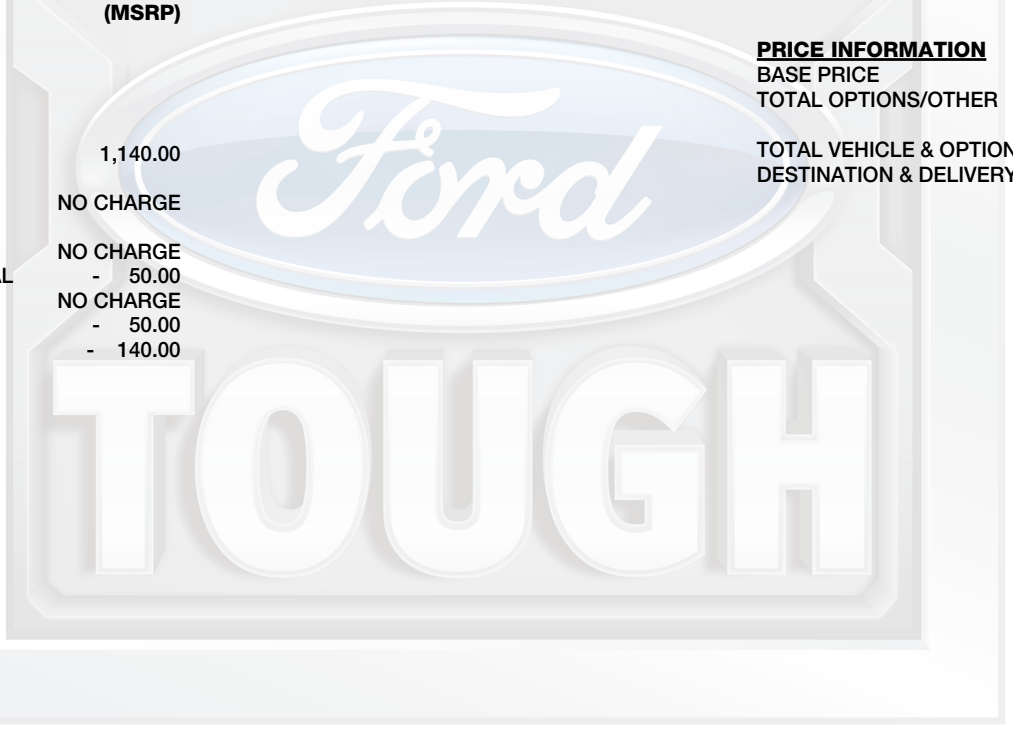 (MSRP)
1,140.00
NO CHARGE
NO CHARGE
AL - 50.00
NO CHARGE
- 50.00
- 140.00
PRICE INFORMATION
BASE PRICE
TOTAL OPTIONS/OTHER
TOTAL VEHICLE & OPTION
DESTINATION & DELIVERY
Ford
TOUGH